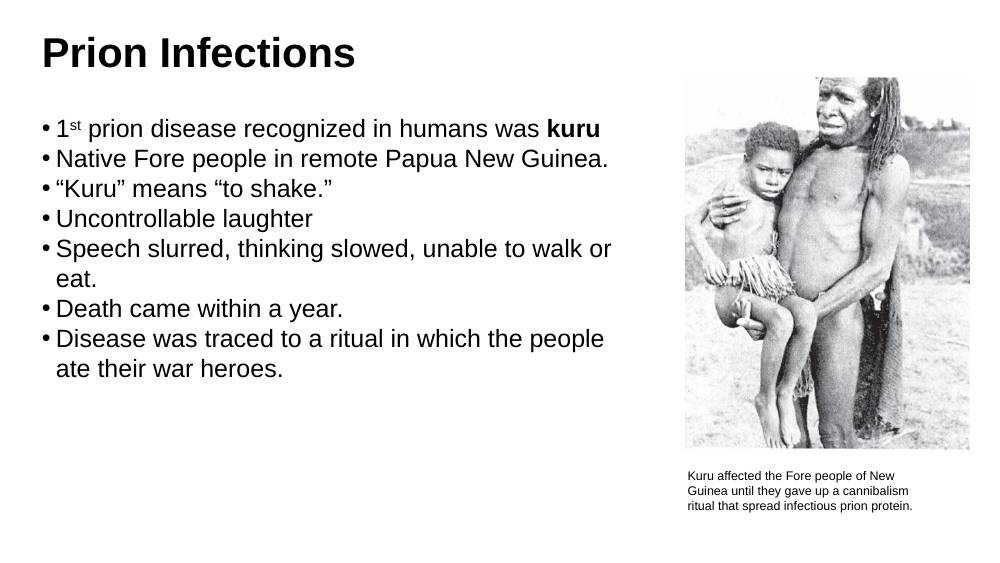 Prion Infections
• 1st prion disease recognized in humans was kuru
• Native Fore people in remote Papua New Guinea.
• “Kuru” means “to shake.”
• Uncontrollable laughter
• Speech slurred, thinking slowed, unable to walk or
eat.
• Death came within a year.
• Disease was traced to a ritual in which the people
ate their war heroes.
Kuru affected the Fore people of New
Guinea until they gave up a cannibalism
ritual that spread infectious prion protein.